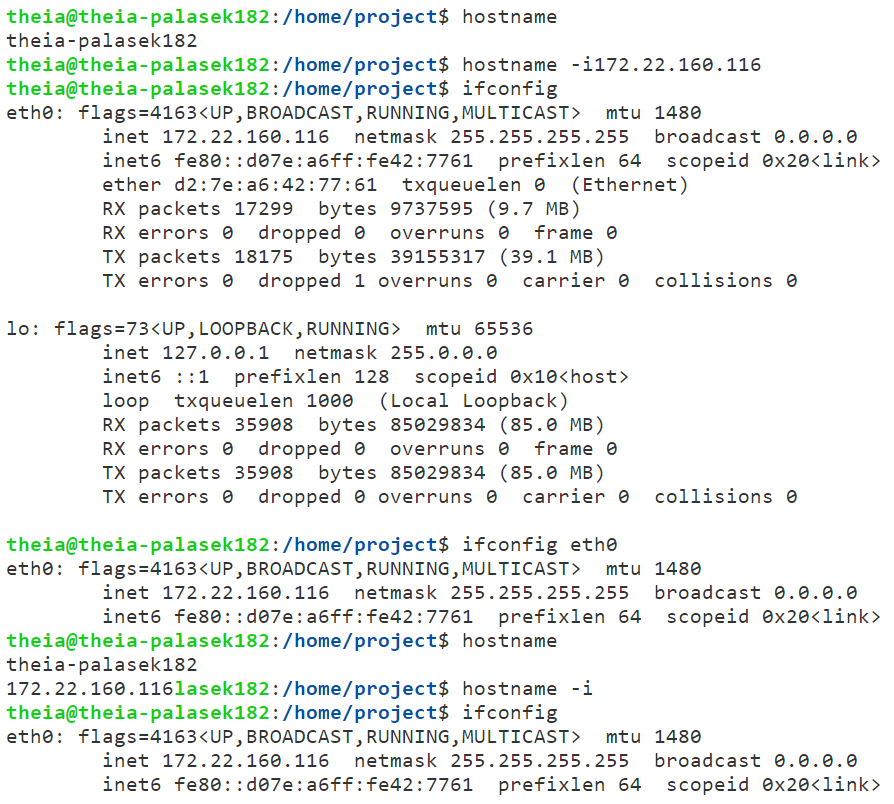 theia@theia-palasek182:/home/project$ hostname
theia-palasek182
theia@theia-palasek182:/home/project$ hostname -i172.22.160.116
theia@theia-palasek182:/home/project$ ifconfig
eth0: flags=4163<UP,BROADCAST,RUNNING,MULTICAST>  mtu 1480
        inet 172.22.160.116  netmask 255.255.255.255  broadcast 0.0.0.0
        inet6 fe80::d07e:a6ff:fe42:7761  prefixlen 64  scopeid 0x20<link>
        ether d2:7e:a6:42:77:61  txqueuelen 0  (Ethernet)
        RX packets 17299  bytes 9737595 (9.7 MB)
        RX errors 0  dropped 0  overruns 0  frame 0
        TX packets 18175  bytes 39155317 (39.1 MB)
        TX errors 0  dropped 1 overruns 0  carrier 0  collisions 0

lo: flags=73<UP,LOOPBACK,RUNNING>  mtu 65536
        inet 127.0.0.1  netmask 255.0.0.0
        inet6 ::1  prefixlen 128  scopeid 0x10<host>
        loop  txqueuelen 1000  (Local Loopback)
        RX packets 35908  bytes 85029834 (85.0 MB)
        RX errors 0  dropped 0  overruns 0  frame 0
        TX packets 35908  bytes 85029834 (85.0 MB)
        TX errors 0  dropped 0 overruns 0  carrier 0  collisions 0

theia@theia-palasek182:/home/project$ ifconfig eth0
eth0: flags=4163<UP,BROADCAST,RUNNING,MULTICAST>  mtu 1480
        inet 172.22.160.116  netmask 255.255.255.255  broadcast 0.0.0.0
        inet6 fe80::d07e:a6ff:fe42:7761  prefixlen 64  scopeid 0x20<link>
theia@theia-palasek182:/home/project$ hostname
theia-palasek182
172.22.160.116lasek182:/home/project$ hostname -i
theia@theia-palasek182:/home/project$ ifconfig
eth0: flags=4163<UP,BROADCAST,RUNNING,MULTICAST>  mtu 1480
        inet 172.22.160.116  netmask 255.255.255.255  broadcast 0.0.0.0
        inet6 fe80::d07e:a6ff:fe42:7761  prefixlen 64  scopeid 0x20<link>